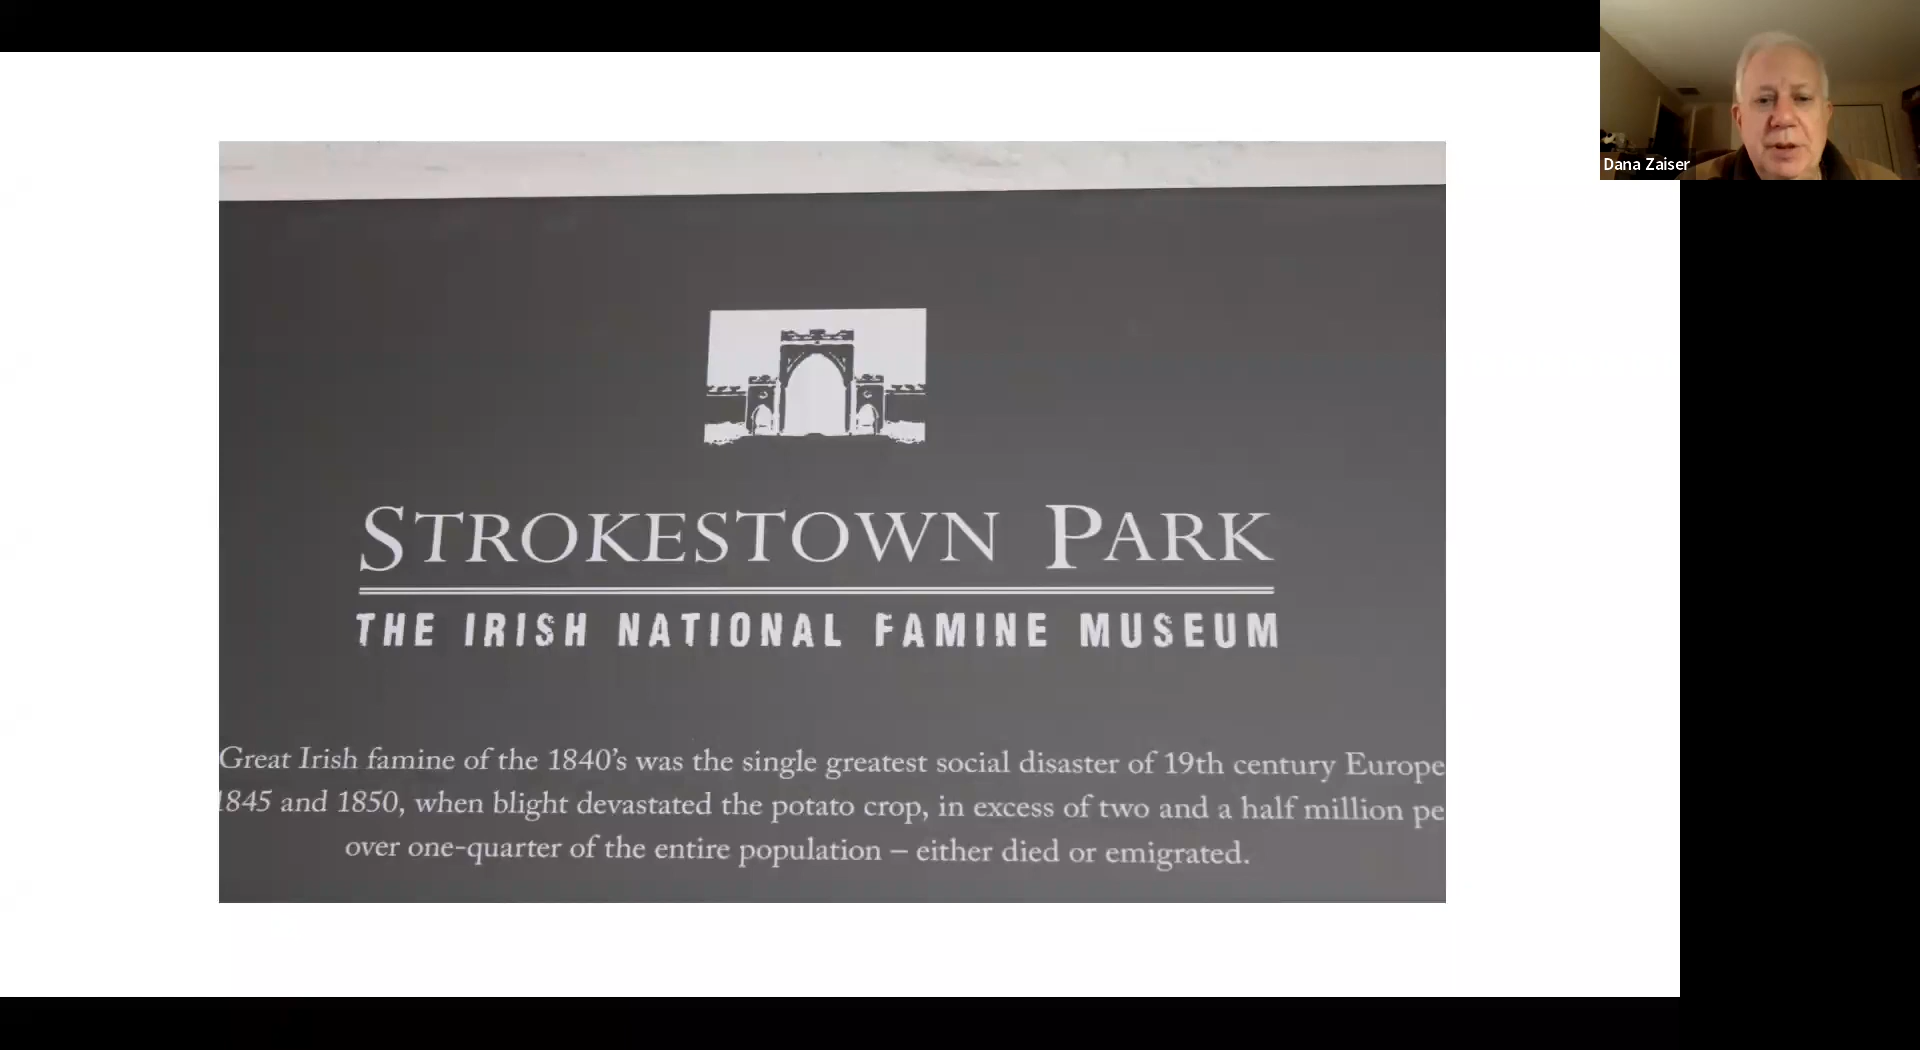 Dana Zaiser
STROKESTOWN PARK
THE IRISH NATIONAL FAMINE MUSEUM
Great Irish famine of the 1840's was the single greatest social disaster of 19th century Europe
1845 and 1850, when blight devastated the potato crop, in excess of two and a half million pe
over one-quarter of the entire population – either died or emigrated.